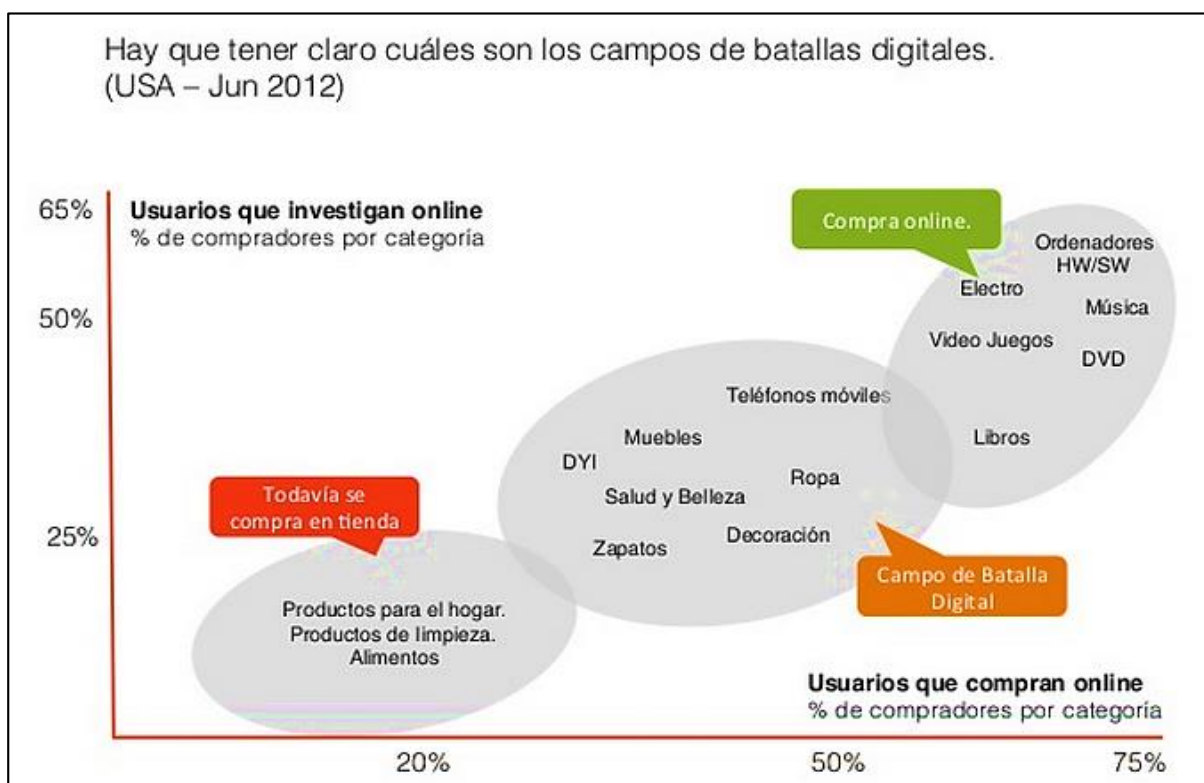 Hay que tener claro cuáles son los campos de batallas digitales.
(USA – Jun 2012)
65%
Usuarios que investigan online
% de compradores por categoría
50%
25%
Compra online.
Ordenadores
HW/SW
Electro
Música
Video Juegos
DVD
Libros
Teléfonos móviles
Muebles
DYI
Ropa
Salud y Belleza
Decoración
Zapatos
Campo de Batalla
Digital
Todavía se
compra en tienda
Productos para el hogar.
Productos de limpieza.
Alimentos
Usuarios que compran online
% de compradores por categoría
20%
50%
75%